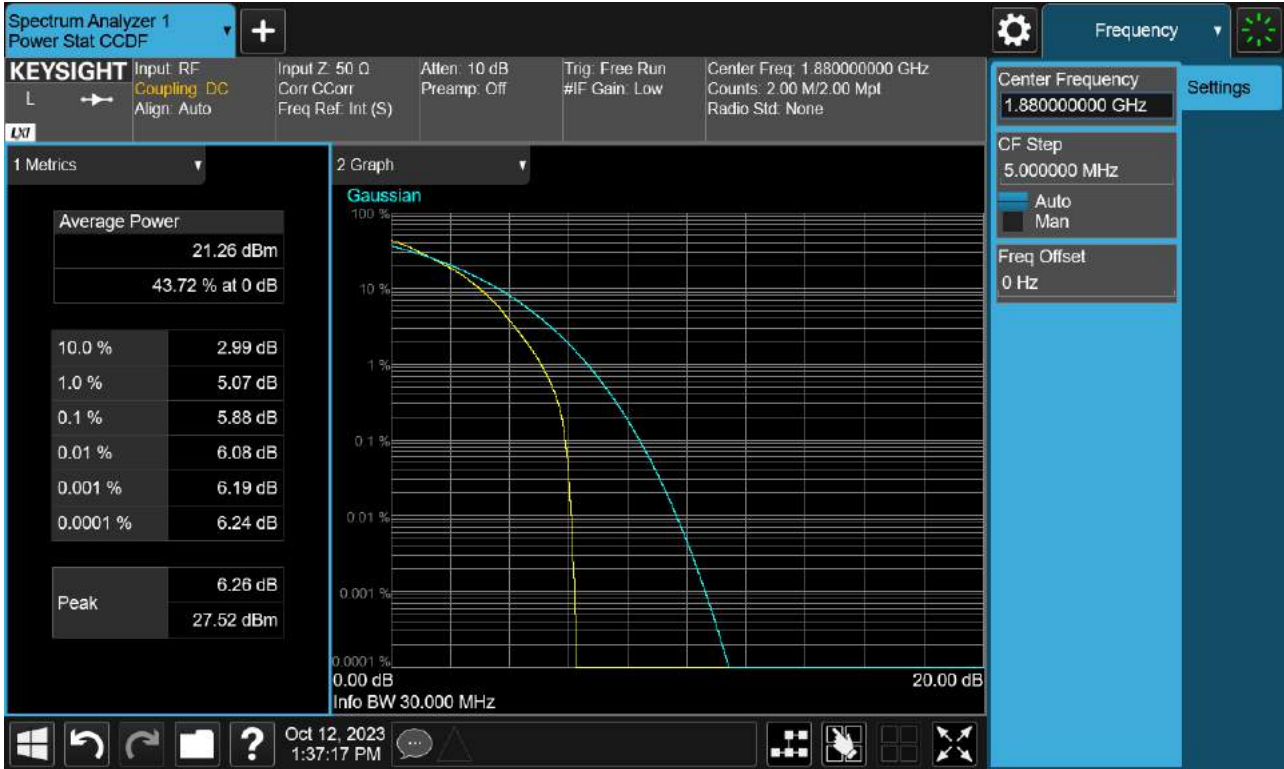 Spectrum Analyzer 1
Power Stat CCDF
Frequency
KEYSIGHT
L
LXI
Input: RF
Coupling: DC
Align: Auto
Input Z: 50 Ω
Corr CCorr
Freq Ref: Int (S)
Atten: 10 dB
Preamp: Off
Trig: Free Run
#IF Gain: Low
Center Freq: 1.880000000 GHz
Counts: 2.00 M/2.00 Mpt
Radio Std: None
Center Frequency
1.880000000 GHz
Settings
CF Step
5.000000 MHz
Auto
Man
Freq Offset
0 Hz
1 Metrics
Average Power
21.26 dBm
43.72 % at 0 dB
10.0 % 2.99 dB
1.0 % 5.07 dB
0.1 % 5.88 dB
0.01 % 6.08 dB
0.001 % 6.19 dB
0.0001 % 6.24 dB
Peak
6.26 dB
27.52 dBm
2 Graph
Gaussian
100 %
10 %
1 %
0.1 %
0.01 %
0.001 %
0.0001 %
0.00 dB 20.00 dB
Info BW 30.000 MHz
?
Oct 12, 2023
1:37:17 PM